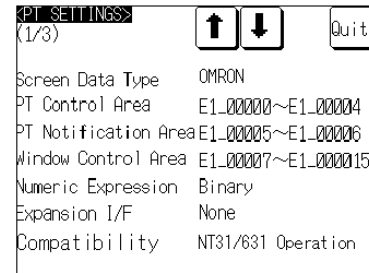 <PT SETTINGS>
(1/3)
Quit
Screen Data Type OMRON
PT Control Area E1_00000~E1_00004
PT Notification Area E1_00005~E1_00006
Window Control Area E1_00007~E1_000015
Numeric Expression Binary
Expansion I/F None
Compatibility NT31/631 Operation